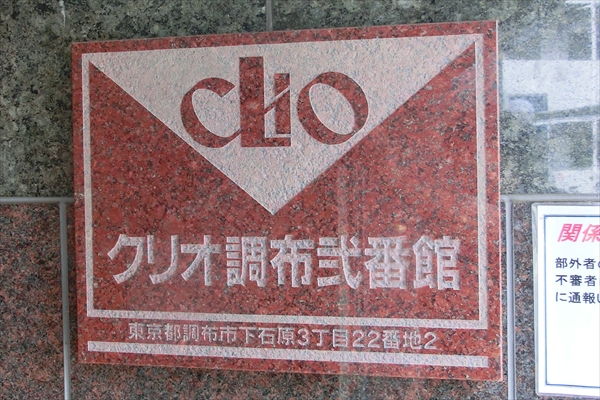 CLIO
クリオ調布弐番館
東京都調布市下石原3丁目22番地2
関係
部外者
不審者
に通報